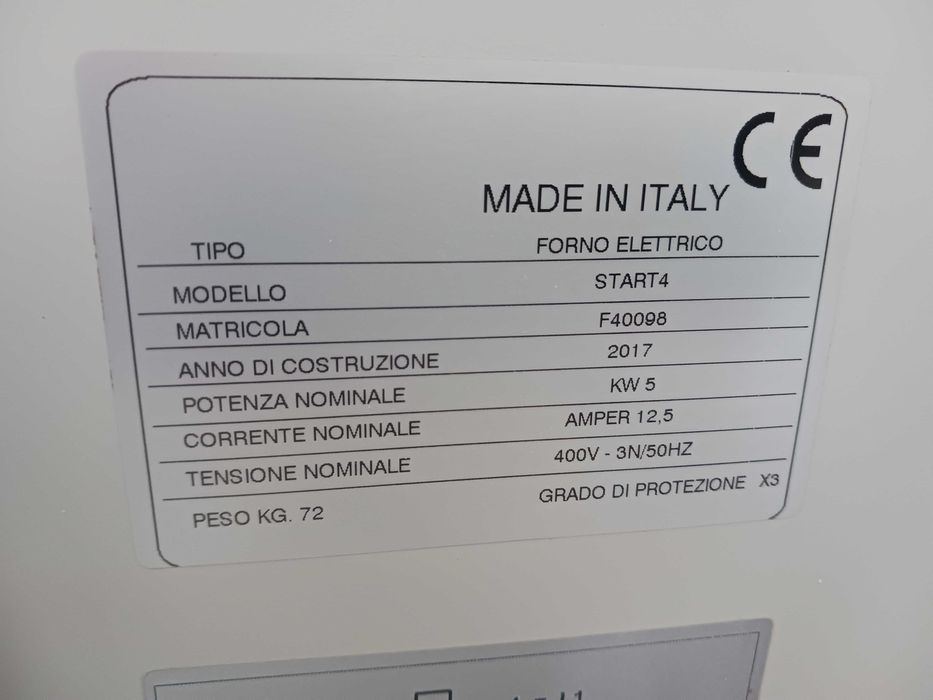 CE
MADE IN ITALY
TIPO FORNO ELETTRICO
MODELLO START4
MATRICOLA F40098
ANNO DI COSTRUZIONE 2017
POTENZA NOMINALE KW 5
CORRENTE NOMINALE AMPER 12,5
TENSIONE NOMINALE 400V - 3N/50HZ
PESO KG. 72 GRADO DI PROTEZIONE X3